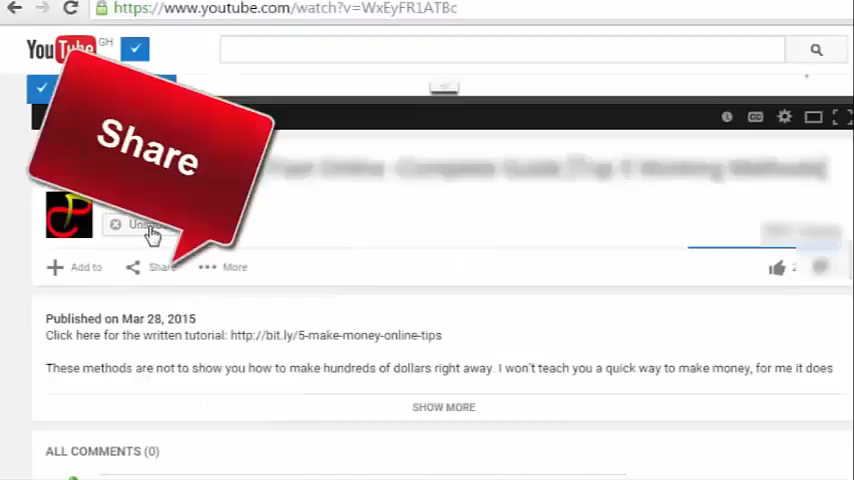 https://www.youtube.com/watch?v=WxEyFR1ATBc
YouTube GH
Share
Add to Share More
Published on Mar 28, 2015
Click here for the written tutorial: http://bit.ly/5-make-money-online-tips
These methods are not to show you how to make hundreds of dollars right away. I won't teach you a quick way to make money, for me it does
SHOW MORE
ALL COMMENTS (0)